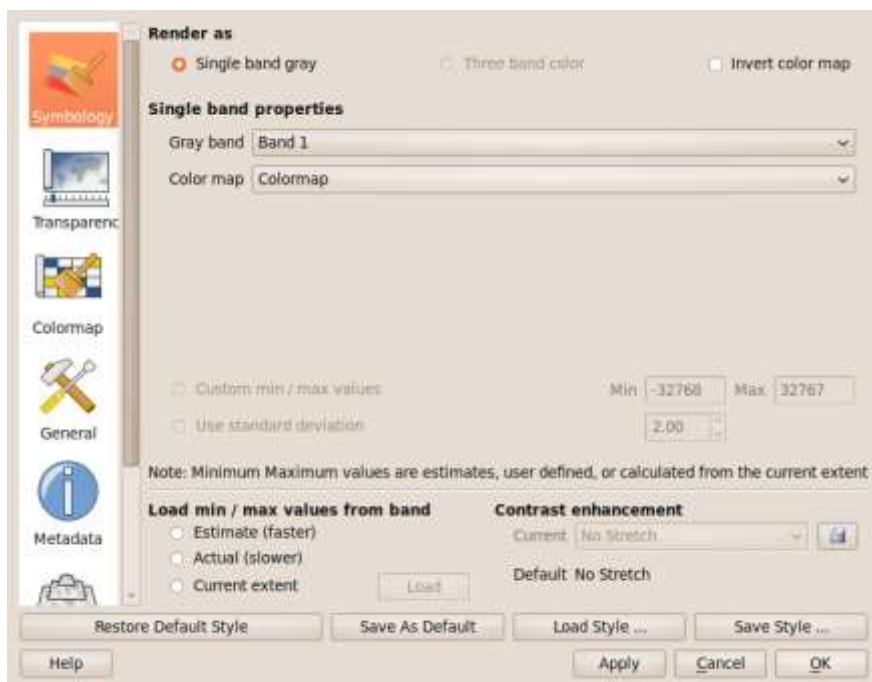 Render as
Single band gray Three band color Invert color map
Symbology
Single band properties
Gray band Band 1
Color map Colormap
Transparenc
Colormap
Custom min / max values Min -32768 Max 32767
Use standard deviation 2.00
General
Note: Minimum Maximum values are estimates, user defined, or calculated from the current extent
Load min / max values from band Contrast enhancement
Estimate (faster) Current No Stretch
Metadata
Actual (slower)
Default No Stretch
Current extent Load
Restore Default Style Save As Default Load Style ... Save Style ...
Help Apply Cancel OK